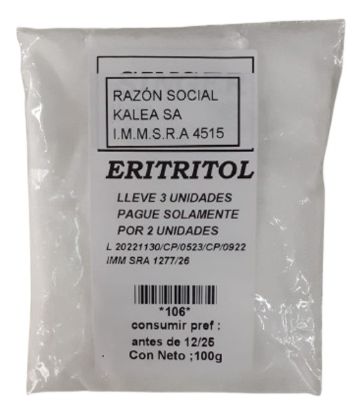 RAZÓN SOCIAL
KALEA SA
I.M.M.S.R.A 4515
ERITRITOL
LLEVE 3 UNIDADES
PAGUE SOLAMENTE
POR 2 UNIDADES
L 20221130/CP/0523/CP/0922
IMM SRA 1277/26
*106*
consumir pref :
antes de 12/25
Con Neto ;100g